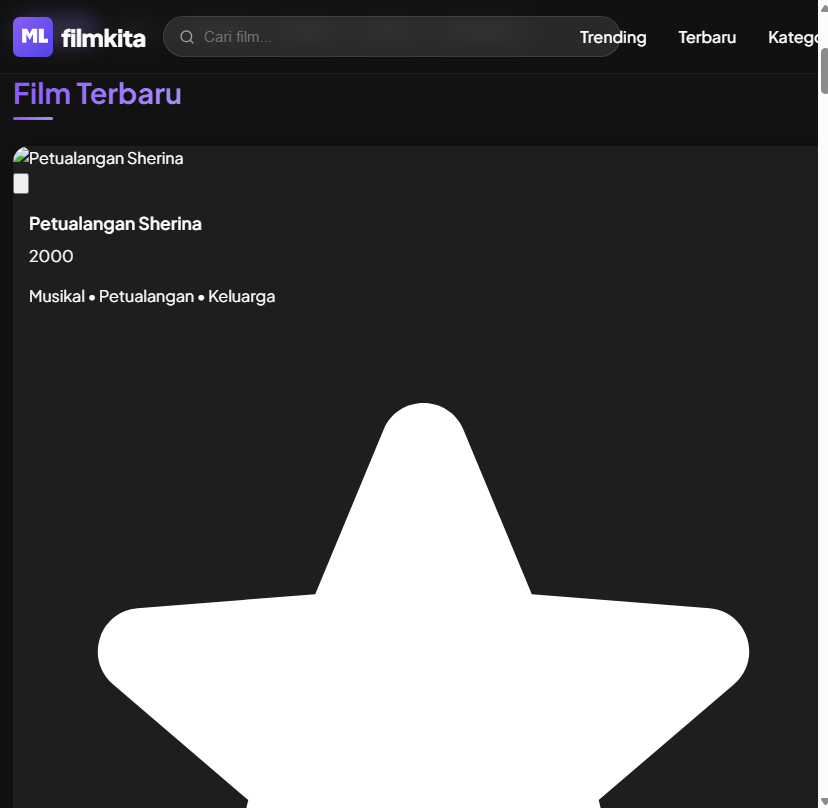 ML filmkita Cari film... Trending Terbaru Katego
Film Terbaru
Petualangan Sherina
Petualangan Sherina
2000
Musikal • Petualangan • Keluarga